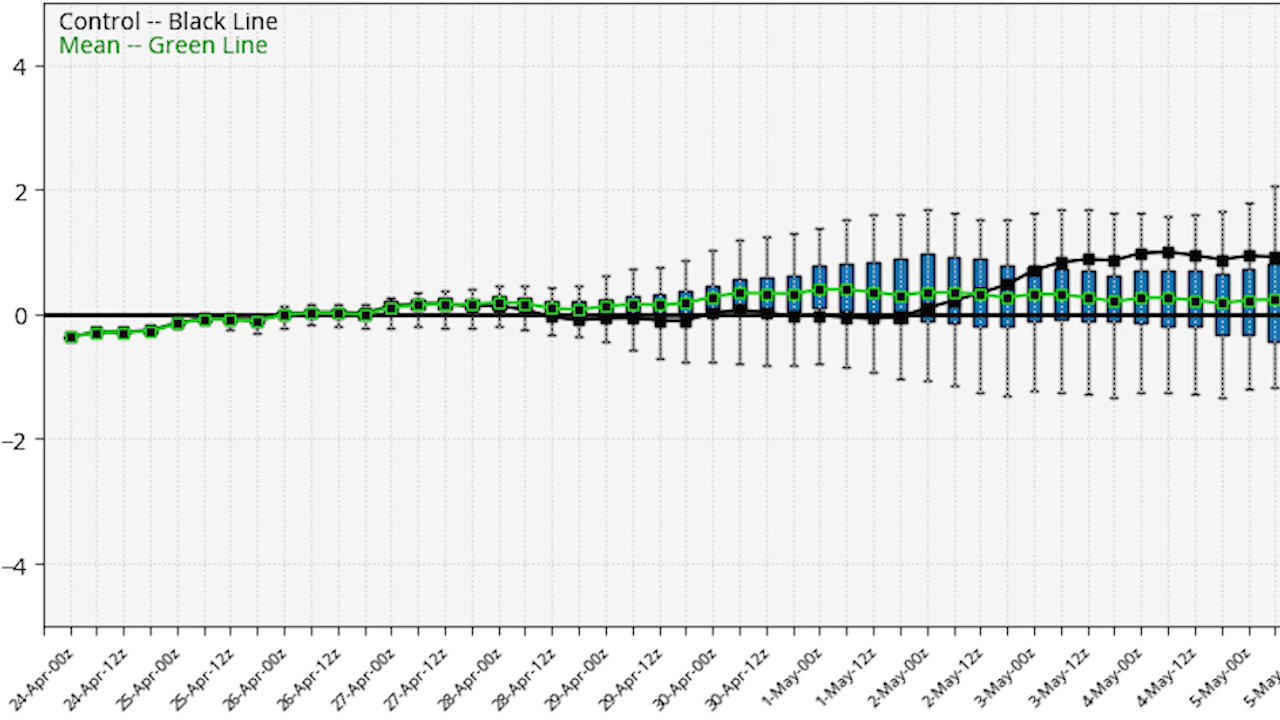 Control -- Black Line
Mean -- Green Line
4
2
0
−2
−4
24-Apr-00z
24-Apr-12z
25-Apr-00z
25-Apr-12z
26-Apr-00z
26-Apr-12z
27-Apr-00z
27-Apr-12z
28-Apr-00z
28-Apr-12z
29-Apr-00z
29-Apr-12z
30-Apr-00z
30-Apr-12z
1-May-00z
1-May-12z
2-May-00z
2-May-12z
3-May-00z
3-May-12z
4-May-00z
4-May-12z
5-May-00z
5-May